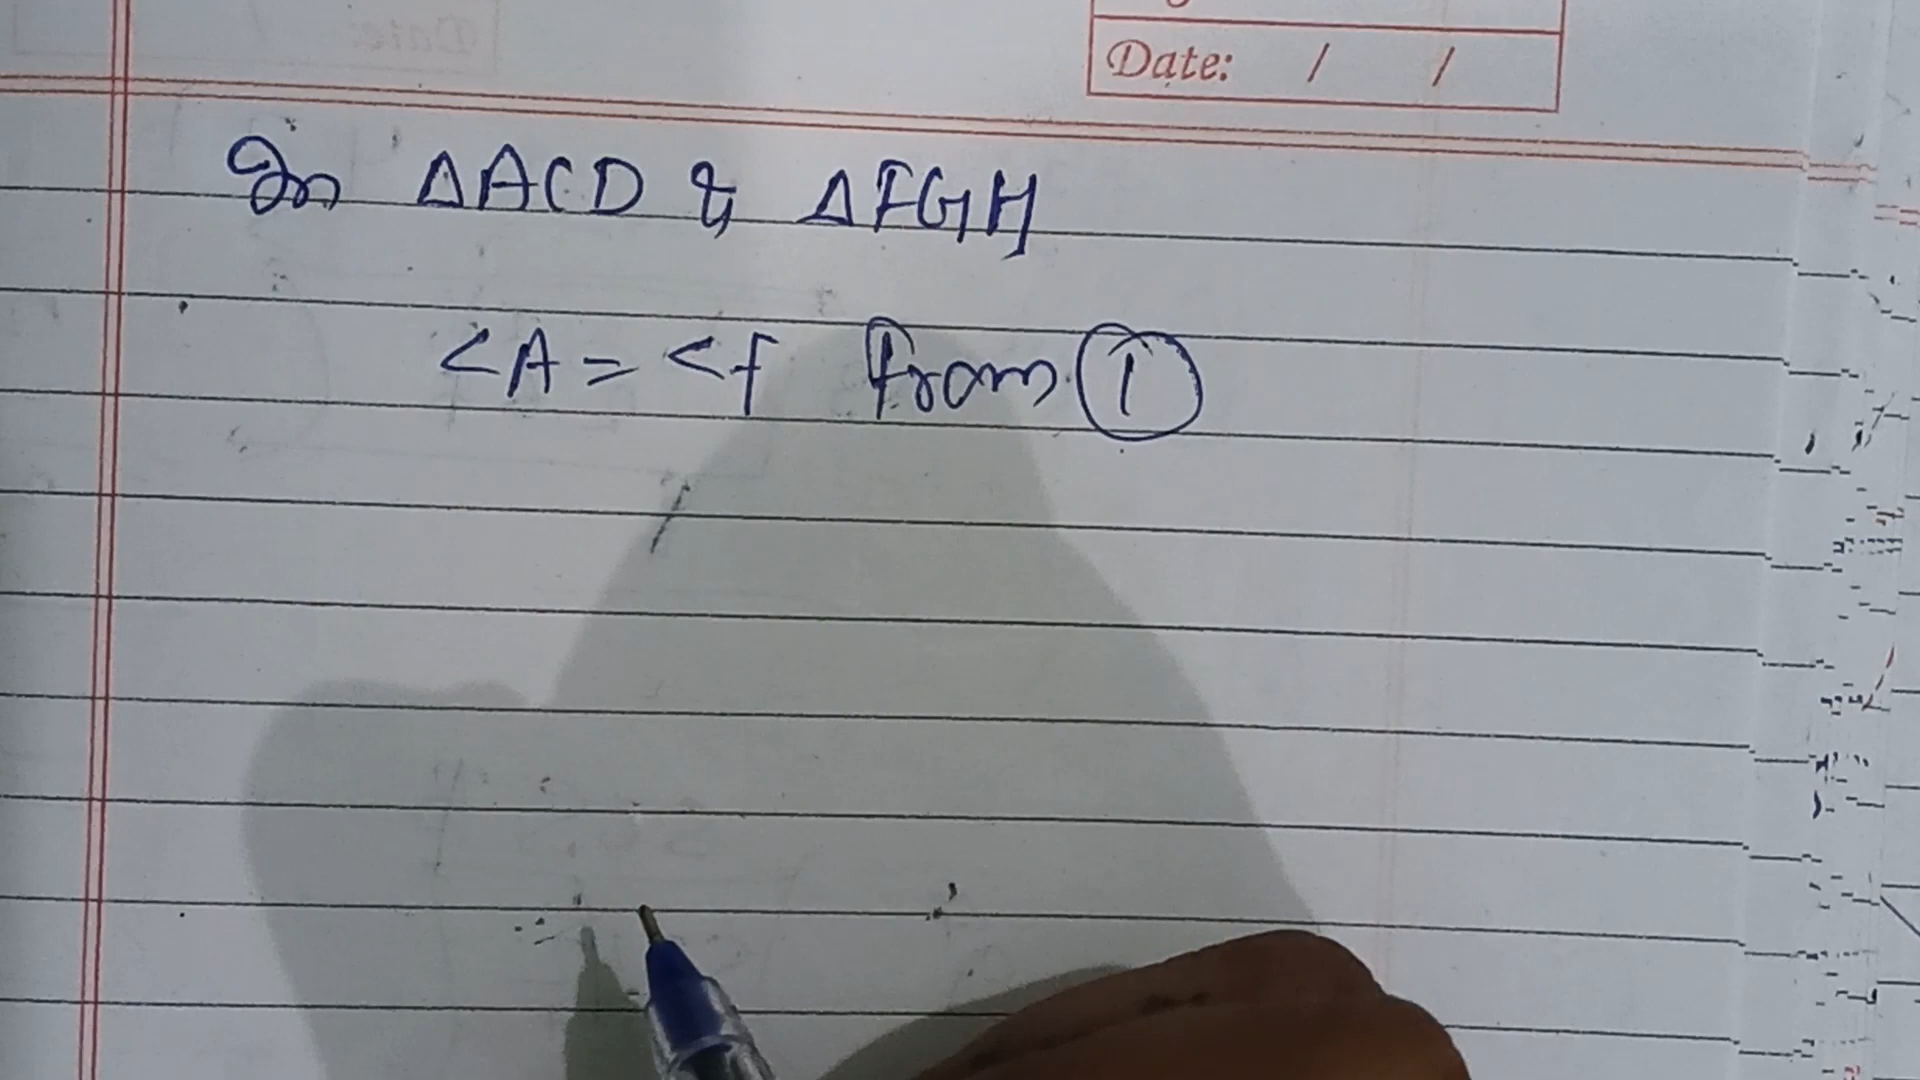 Date: / /
In ΔACD & ΔFGH
<A = <f from ①